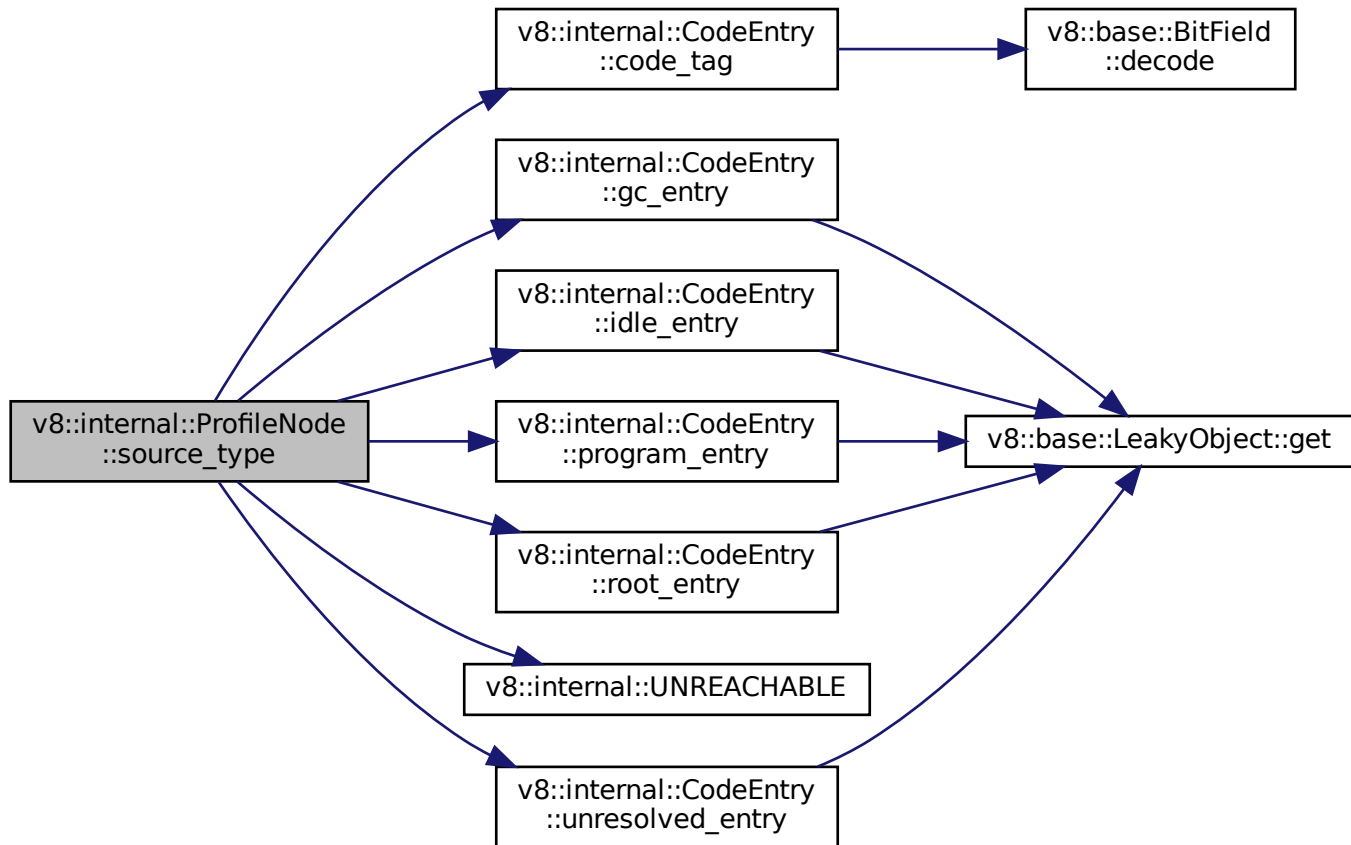 v8::internal::CodeEntry
::code_tag
v8::base::BitField
::decode
v8::internal::CodeEntry
::gc_entry
v8::internal::CodeEntry
::idle_entry
v8::internal::ProfileNode
::source_type
v8::internal::CodeEntry
::program_entry
v8::base::LeakyObject::get
v8::internal::CodeEntry
::root_entry
v8::internal::UNREACHABLE
v8::internal::CodeEntry
::unresolved_entry